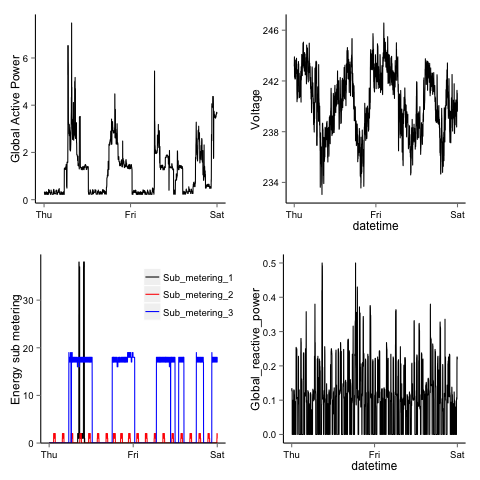 Global Active Power
6
4
2
0
Thu Fri Sat
Voltage
246
242
238
234
Thu Fri Sat
datetime
Energy sub metering
30
20
10
0
Sub_metering_1
Sub_metering_2
Sub_metering_3
Thu Fri Sat
Global_reactive_power
0.5
0.4
0.3
0.2
0.1
0.0
Thu Fri Sat
datetime